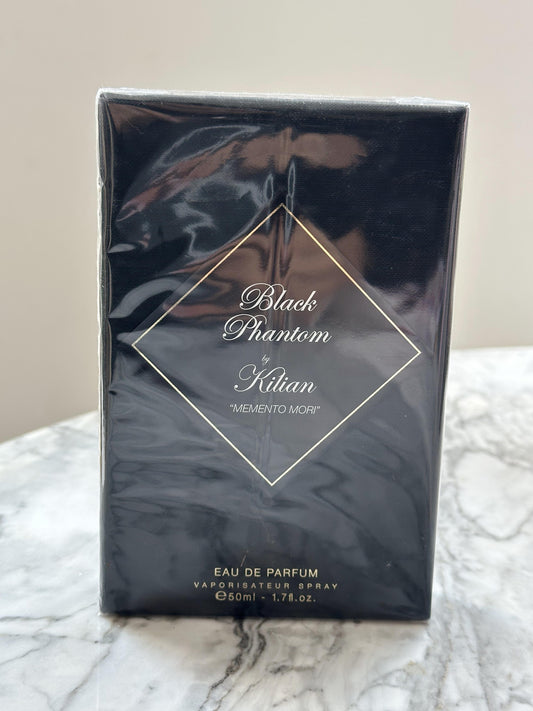 Black
Phantom
by
Kilian
"MEMENTO MORI"
EAU DE PARFUM
VAPORISATEUR SPRAY
℮50ml - 1.7fl.oz.